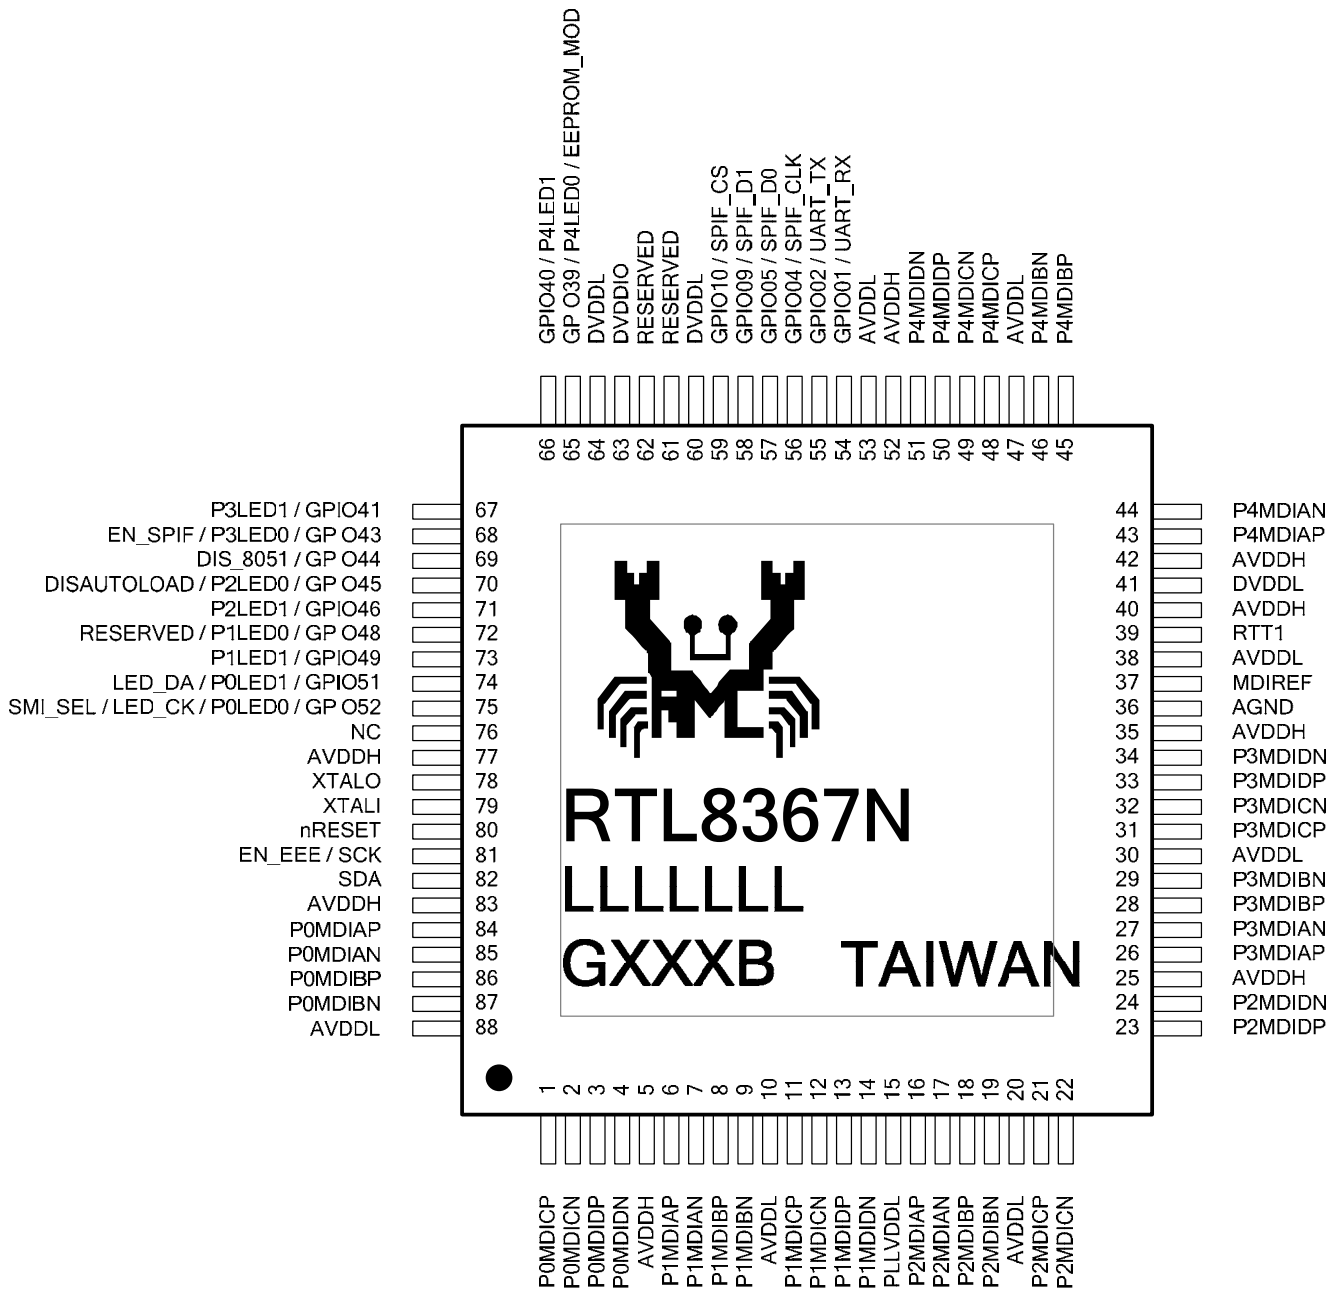 GPIO40 / P4LED1
GP O39 / P4LED0 / EEPROM_MOD
DVDDL
DVDDIO
RESERVED
RESERVED
DVDDL
GPIO10 / SPIF_CS
GPIO09 / SPIF_D1
GPIO05 / SPIF_D0
GPIO04 / SPIF_CLK
GPIO02 / UART_TX
GPIO01 / UART_RX
AVDDL
AVDDH
P4MDIDN
P4MDIDP
P4MDICN
P4MDICP
AVDDL
P4MDIBN
P4MDIBP
66 65 64 63 62 61 60 59 58 57 56 55 54 53 52 51 50 49 48 47 46 45
P3LED1 / GPIO41 67
EN_SPIF / P3LED0 / GP O43 68
DIS_8051 / GP O44 69
DISAUTOLOAD / P2LED0 / GP O45 70
P2LED1 / GPIO46 71
RESERVED / P1LED0 / GP O48 72
P1LED1 / GPIO49 73
LED_DA / P0LED1 / GPIO51 74
SMI_SEL / LED_CK / P0LED0 / GP O52 75
NC 76
AVDDH 77
XTALO 78
XTALI 79
nRESET 80
EN_EEE / SCK 81
SDA 82
AVDDH 83
P0MDIAP 84
P0MDIAN 85
P0MDIBP 86
P0MDIBN 87
AVDDL 88
RTL8367N
LLLLLLL
GXXXB TAIWAN
44 P4MDIAN
43 P4MDIAP
42 AVDDH
41 DVDDL
40 AVDDH
39 RTT1
38 AVDDL
37 MDIREF
36 AGND
35 AVDDH
34 P3MDIDN
33 P3MDIDP
32 P3MDICN
31 P3MDICP
30 AVDDL
29 P3MDIBN
28 P3MDIBP
27 P3MDIAN
26 P3MDIAP
25 AVDDH
24 P2MDIDN
23 P2MDIDP
1 2 3 4 5 6 7 8 9 10 11 12 13 14 15 16 17 18 19 20 21 22
P0MDICP
P0MDICN
P0MDIDP
P0MDIDN
AVDDH
P1MDIAP
P1MDIAN
P1MDIBP
P1MDIBN
AVDDL
P1MDICP
P1MDICN
P1MDIDP
P1MDIDN
PLLVDDL
P2MDIAP
P2MDIAN
P2MDIBP
P2MDIBN
AVDDL
P2MDICP
P2MDICN